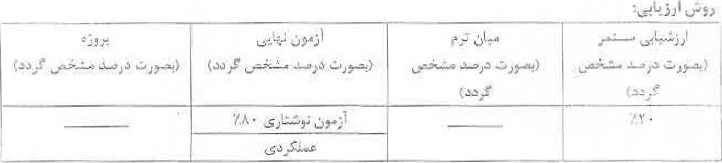 روش ارزیابی:
ارزشیابی مستمر
(بصورت درصد مشخص
گردد)
میان ترم
(بصورت درصد مشخص
گردد)
آزمون نهایی
(بصورت درصد مشخص گردد)
پروژه
(بصورت درصد مشخص گردد)
٪۲۰
آزمون نوشتاری ۸۰٪
عملکردی